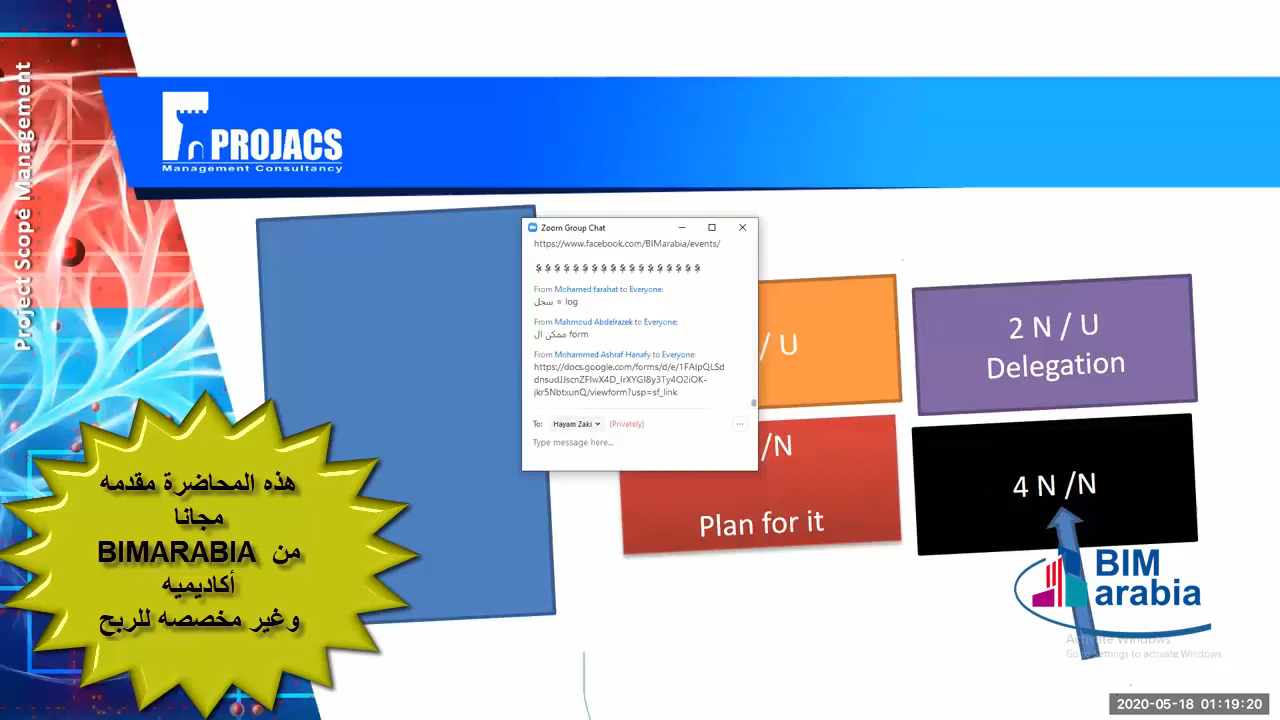 Project Scope Management
PROJACS
Management Consultancy
Zoom Group Chat
https://www.facebook.com/BIMarabia/events/
$ $ $ $ $ $ $ $ $ $ $ $ $ $ $ $ $ $
From Mohamed farahat to Everyone:
سجل = log
From Mahmoud Abdelrazek to Everyone:
ممكن ال form
From Mohammed Ashraf Hanafy to Everyone:
https://docs.google.com/forms/d/e/1FAIpQLSd
dnsudJJscnZFlwX4D_IrXYGI8y3Ty4O2iOK-
jkr5NbtxunQ/viewform?usp=sf_link
To: Hayam Zaki (Privately)
Type message here...
/ U
2 N / U
Delegation
/N
Plan for it
4 N /N
هذه المحاضرة مقدمه
مجانا
من BIMARABIA
أكاديميه
وغير مخصصه للربح
BIM
arabia
Activate Windows
Go to Settings to activate Windows.
2020-05-18 01:19:20